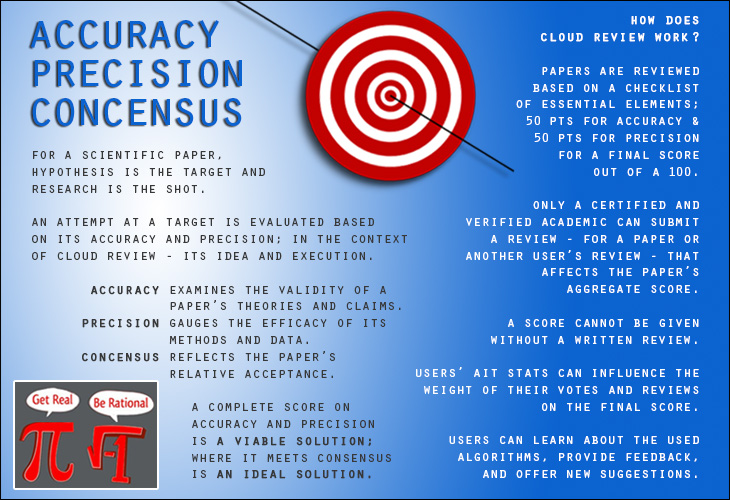 ACCURACY
PRECISION
CONCENSUS
FOR A SCIENTIFIC PAPER,
HYPOTHESIS IS THE TARGET AND
RESEARCH IS THE SHOT.
AN ATTEMPT AT A TARGET IS EVALUATED BASED
ON ITS ACCURACY AND PRECISION; IN THE CONTEXT
OF CLOUD REVIEW - ITS IDEA AND EXECUTION.
ACCURACY EXAMINES THE VALIDITY OF A
PAPER'S THEORIES AND CLAIMS.
PRECISION GAUGES THE EFFICACY OF ITS
METHODS AND DATA.
CONCENSUS REFLECTS THE PAPER'S
RELATIVE ACCEPTANCE.
A COMPLETE SCORE ON
ACCURACY AND PRECISION
IS A VIABLE SOLUTION;
WHERE IT MEETS CONSENSUS
IS AN IDEAL SOLUTION.
Get Real
Be Rational
π
√-1
HOW DOES
CLOUD REVIEW WORK?
PAPERS ARE REVIEWED
BASED ON A CHECKLIST
OF ESSENTIAL ELEMENTS;
50 PTS FOR ACCURACY &
50 PTS FOR PRECISION
FOR A FINAL SCORE
OUT OF A 100.
ONLY A CERTIFIED AND
VERIFIED ACADEMIC CAN SUBMIT
A REVIEW - FOR A PAPER OR
ANOTHER USER'S REVIEW - THAT
AFFECTS THE PAPER'S
AGGREGATE SCORE.
A SCORE CANNOT BE GIVEN
WITHOUT A WRITTEN REVIEW.
USERS' AIT STATS CAN INFLUENCE THE
WEIGHT OF THEIR VOTES AND REVIEWS
ON THE FINAL SCORE.
USERS CAN LEARN ABOUT THE USED
ALGORITHMS, PROVIDE FEEDBACK,
AND OFFER NEW SUGGESTIONS.